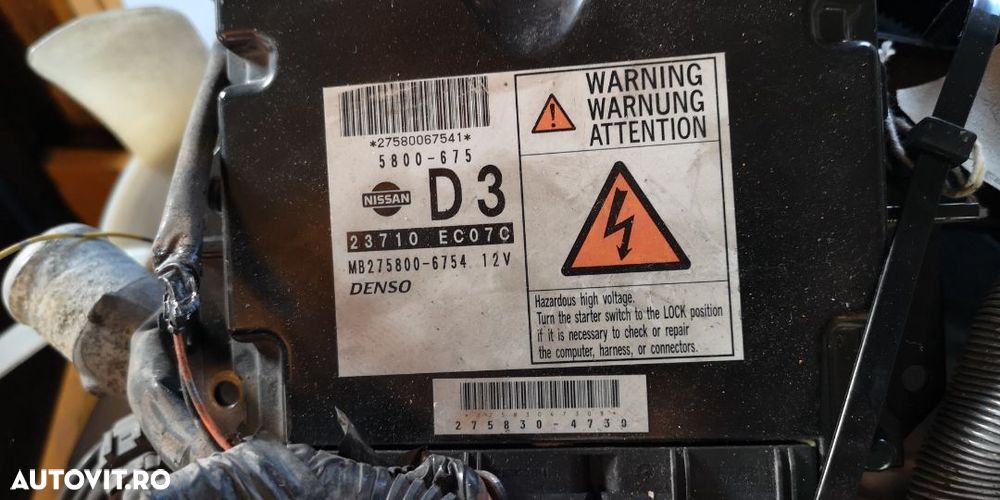 *27580067541*
5800-675
NISSAN
D3
23710 EC07C
MB275800-6754 12V
DENSO
WARNING
WARNUNG
ATTENTION
Hazardous high voltage.
Turn the starter switch to the LOCK position
if it is necessary to check or repair
the computer, harness, or connectors.
275830-4739
AUTOVIT.RO